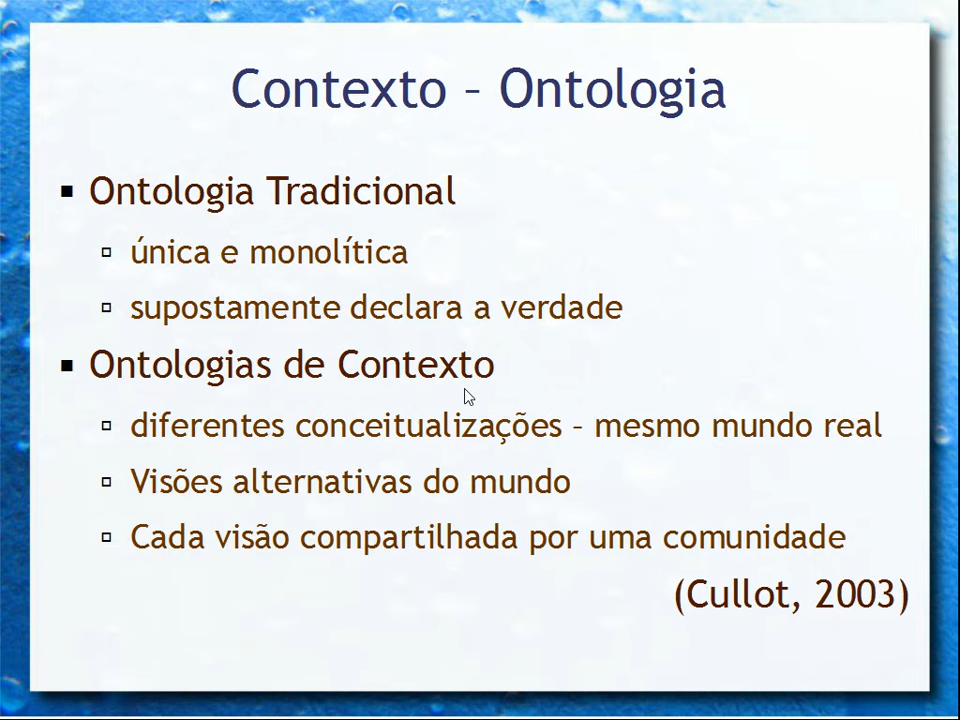 Contexto – Ontologia
Ontologia Tradicional
única e monolítica
supostamente declara a verdade
Ontologias de Contexto
diferentes conceitualizações – mesmo mundo real
Visões alternativas do mundo
Cada visão compartilhada por uma comunidade
(Cullot, 2003)